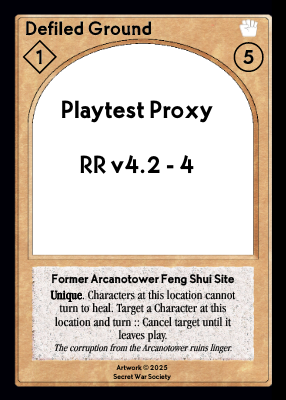 Defiled Ground
1
5
Playtest Proxy
RR v4.2 - 4
Former Arcanotower Feng Shui Site
Unique. Characters at this location cannot
turn to heal. Target a Character at this
location and turn :: Cancel target until it
leaves play.
The corruption from the Arcanotower ruins lingers.
Artwork © 2025
Secret War Society